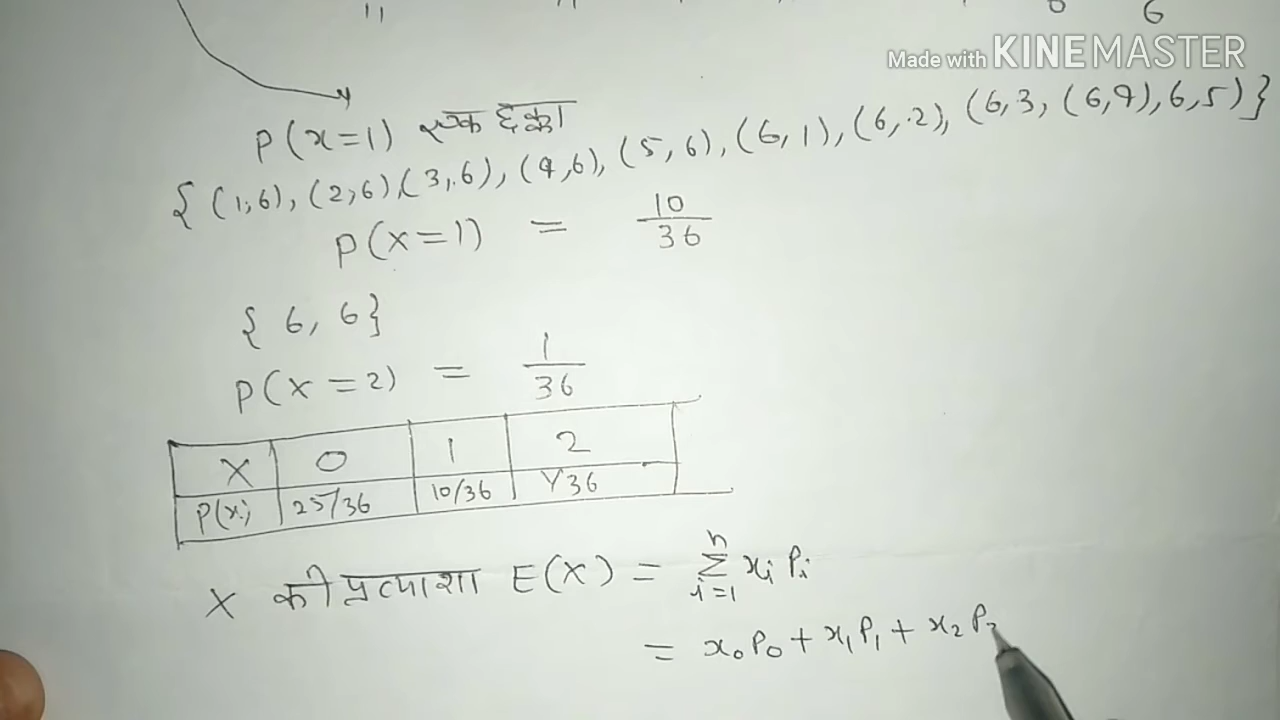 6
Made with KINEMASTER
P(x=1) एक छक्का
{(1,6), (2,6), (3,6), (4,6), (5,6), (6,1), (6,2), (6,3, (6,4), 6,5)}
P(X=1) = 10/36
{6, 6}
P(X=2) = 1/36
X 0 1 2
P(x) 25/36 10/36 1/36
X की प्रत्याशा E(X) = n Σ i=1 xi Pi
= x₀P₀ + x₁P₁ + x₂P₂